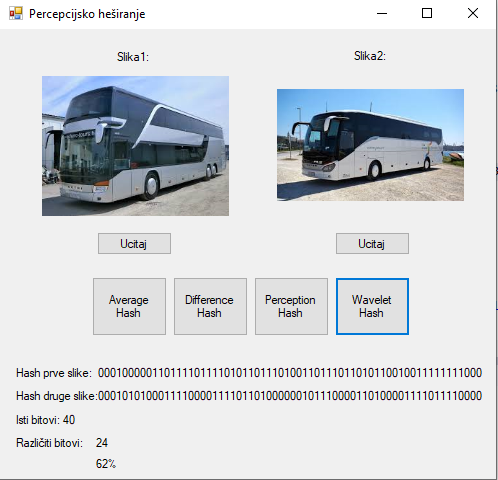 Percepcijsko heširanje
Slika1:
Slika2:
Ucitaj
Ucitaj
Average Hash
Difference Hash
Perception Hash
Wavelet Hash
Hash prve slike: 0001000001101111011110101101110100110111011010110010011111111000
Hash druge slike:0001010100011110000111101101000000101110000110100001111011110000
Isti bitovi: 40
Različiti bitovi: 24
62%